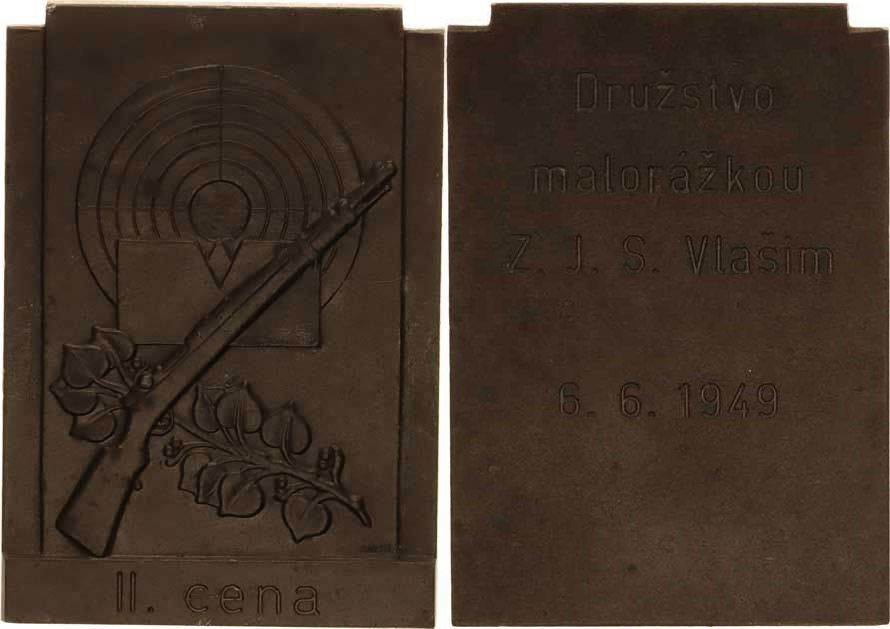 II. cena
Družstvo
malorážkou
Z. J. S. Vlašim
6. 6. 1949